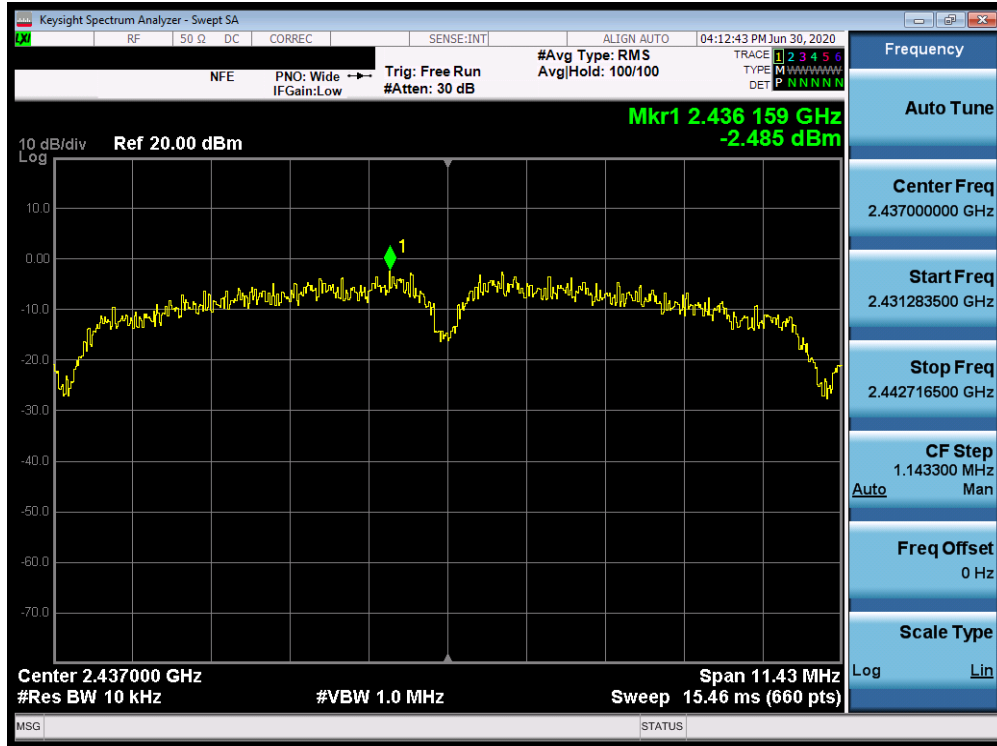 Keysight Spectrum Analyzer - Swept SA
LXI RF 50 Ω DC CORREC SENSE:INT ALIGN AUTO 04:12:43 PM Jun 30, 2020
NFE PNO: Wide Trig: Free Run #Avg Type: RMS TRACE 1 2 3 4 5 6
IFGain:Low #Atten: 30 dB Avg|Hold: 100/100 TYPE M WWWWW
DET P N N N N N
Mkr1 2.436 159 GHz
-2.485 dBm
10 dB/div Ref 20.00 dBm
Log
10.0
0.00
-10.0
-20.0
-30.0
-40.0
-50.0
-60.0
-70.0
1
Center 2.437000 GHz Span 11.43 MHz
#Res BW 10 kHz #VBW 1.0 MHz Sweep 15.46 ms (660 pts)
MSG STATUS
Frequency
Auto Tune
Center Freq
2.437000000 GHz
Start Freq
2.431283500 GHz
Stop Freq
2.442716500 GHz
CF Step
1.143300 MHz
Auto Man
Freq Offset
0 Hz
Scale Type
Log Lin